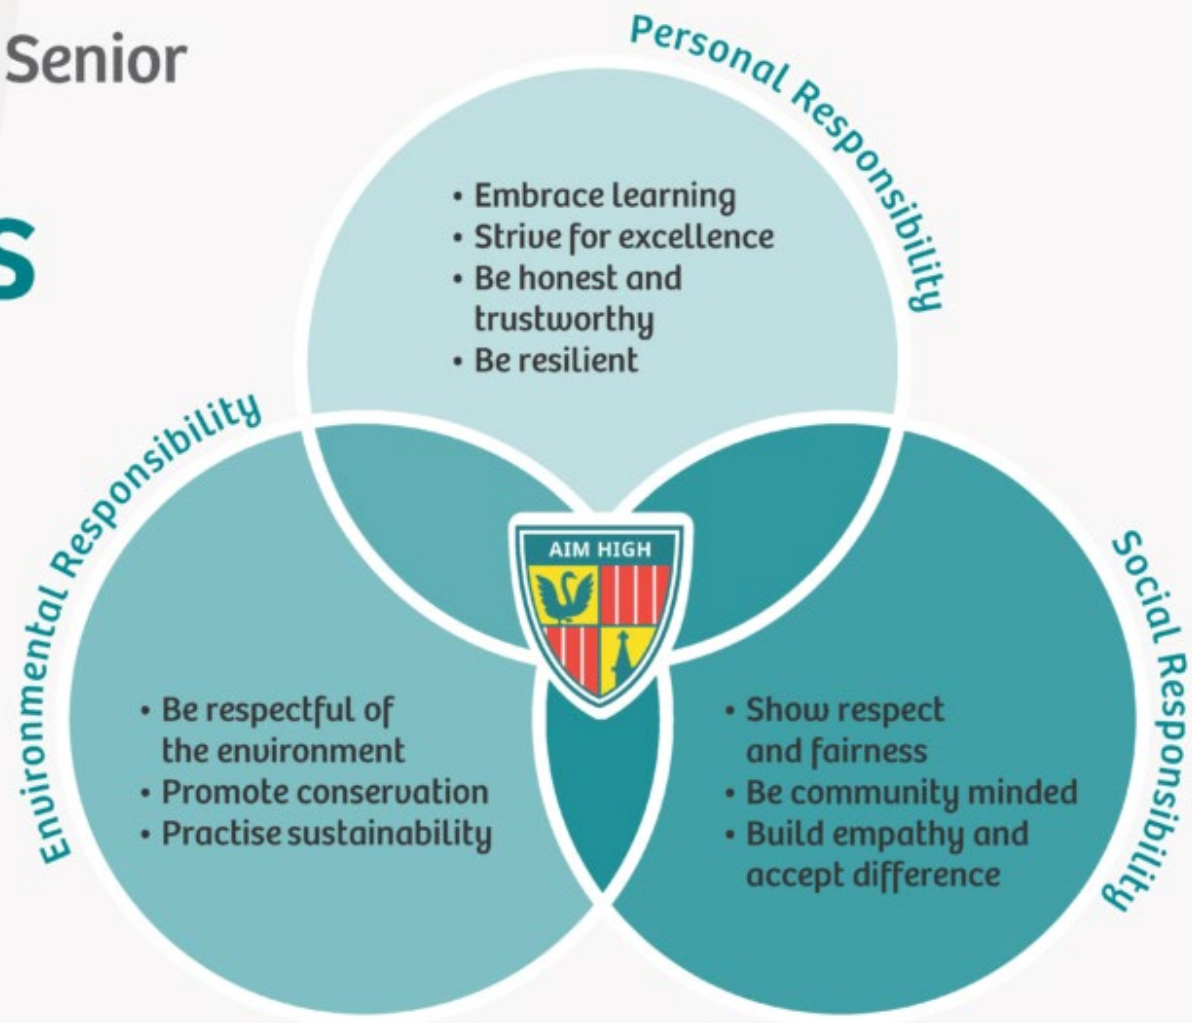 Senior
s
Personal Responsibility
• Embrace learning
• Strive for excellence
• Be honest and
trustworthy
• Be resilient
Environmental Responsibility
• Be respectful of
the environment
• Promote conservation
• Practise sustainability
AIM HIGH
Social Responsibility
• Show respect
and fairness
• Be community minded
• Build empathy and
accept difference